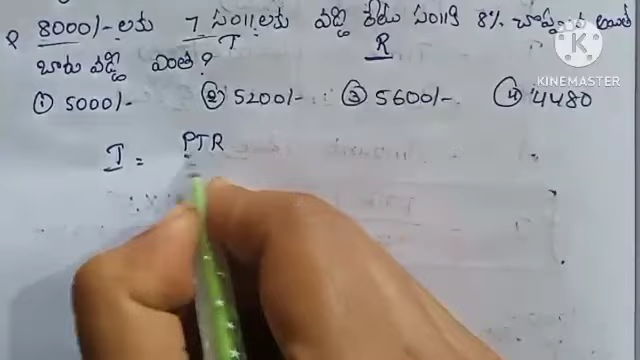 8000/-లకు 7 సం||లకు వడ్డీ రేటు సం||కి 8% చొప్పున అయిన
T R
బారు వడ్డీ ఎంత?
① 5000/- ② 5200/- ③ 5600/- ④ 4480
I = PTR
KINEMASTER